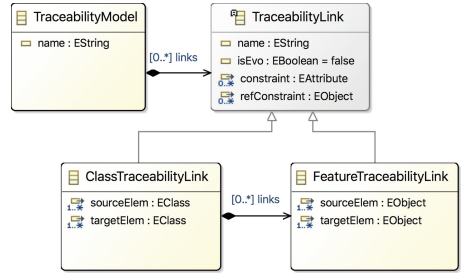 TraceabilityModel
name : EString
[0..*] links
TraceabilityLink
name : EString
isEvo : EBoolean = false
0..* constraint : EAttribute
0..* refConstraint : EObject
ClassTraceabilityLink
1..* sourceElem : EClass
1..* targetElem : EClass
[0..*] links
FeatureTraceabilityLink
1..* sourceElem : EObject
1..* targetElem : EObject